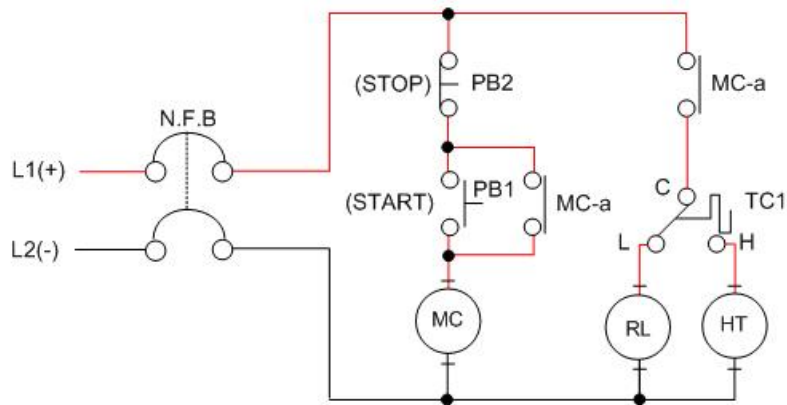 (STOP)
PB2
MC-a
N.F.B
L1(+)
(START)
PB1
MC-a
C
TC1
L2(-)
L
H
MC
RL
HT